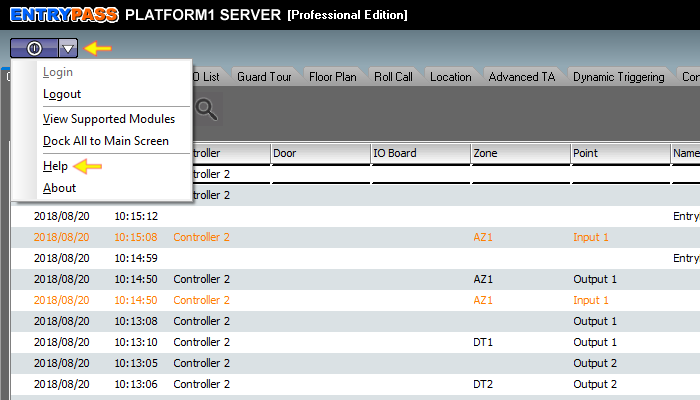 ENTRYPASS PLATFORM1 SERVER [Professional Edition]
IO List Guard Tour Floor Plan Roll Call Location Advanced TA Dynamic Triggering Con
Login
Logout
View Supported Modules
Dock All to Main Screen
Help
About
Controller Door IO Board Zone Point Name
Controller 2
Controller 2
2018/08/20 10:15:12 Entry
2018/08/20 10:15:08 Controller 2 AZ1 Input 1
2018/08/20 10:14:59 Entry
2018/08/20 10:14:50 Controller 2 AZ1 Output 1
2018/08/20 10:14:50 Controller 2 AZ1 Input 1
2018/08/20 10:13:08 Controller 2 Output 1
2018/08/20 10:13:10 Controller 2 DT1 Output 1
2018/08/20 10:13:05 Controller 2 Output 2
2018/08/20 10:13:06 Controller 2 DT2 Output 2